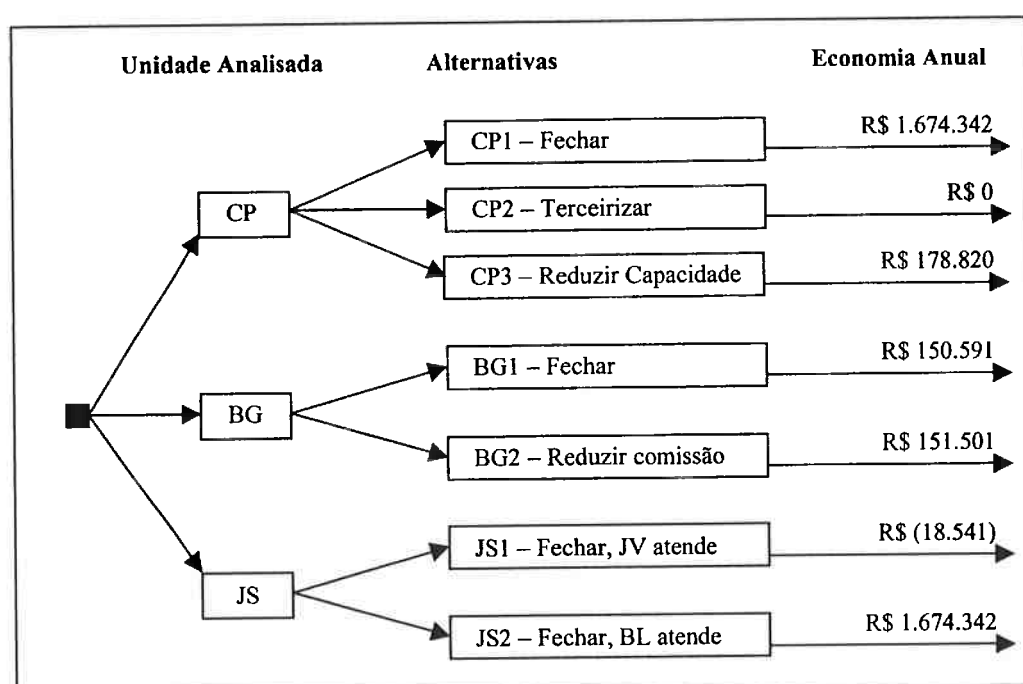 Unidade Analisada Alternativas Economia Anual
CP1 – Fechar R$ 1.674.342
CP CP2 – Terceirizar R$ 0
CP3 – Reduzir Capacidade R$ 178.820
BG1 – Fechar R$ 150.591
BG
BG2 – Reduzir comissão R$ 151.501
JS1 – Fechar, JV atende R$ (18.541)
JS
JS2 – Fechar, BL atende R$ 1.674.342